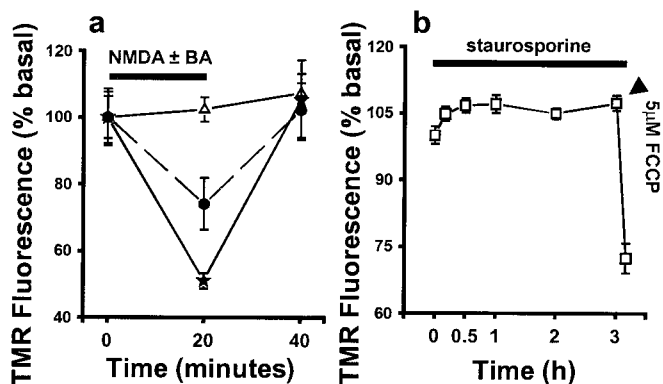 a
NMDA ± BA
TMR Fluorescence (% basal)
120
100
80
60
40
0 20 40
Time (minutes)
b
staurosporine
5μM FCCP
TMR Fluorescence (% basal)
120
105
90
75
60
0 0.5 1 2 3
Time (h)